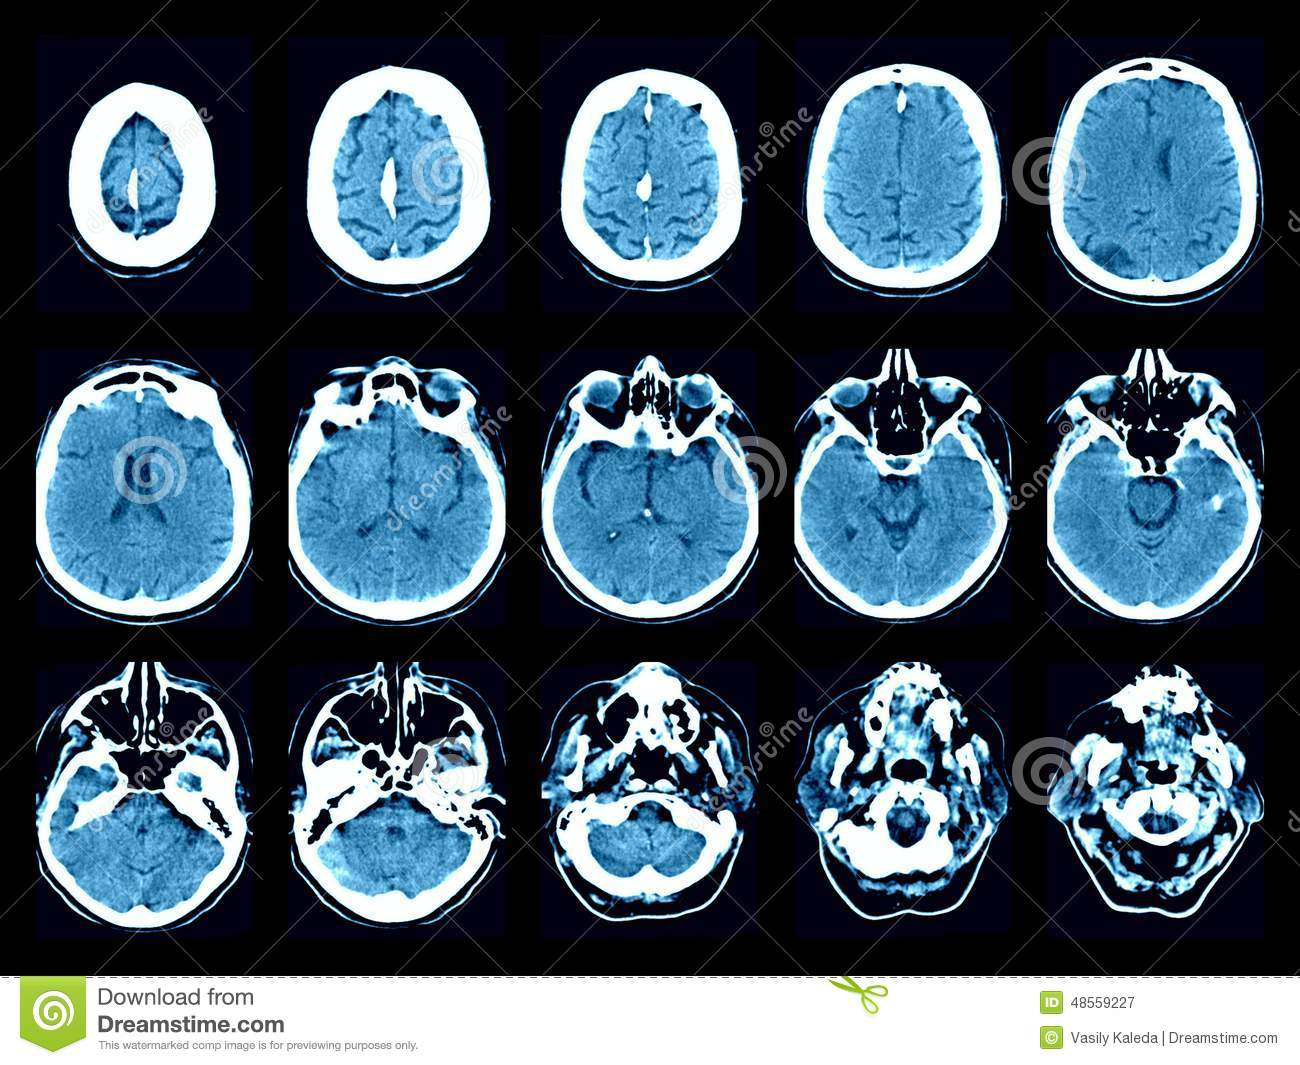 Download from
Dreamstime.com
This watermarked comp image is for previewing purposes only.
ID 48559227
© Vasily Kaleda | Dreamstime.com